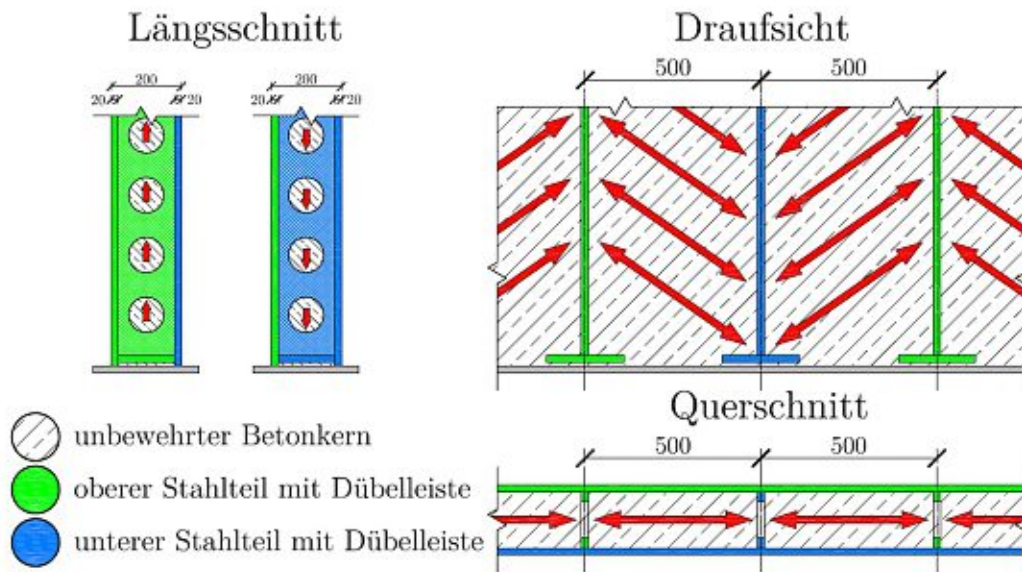 Längsschnitt
Draufsicht
200
20 20
200
20 20
500 500
unbewehrter Betonkern
oberer Stahlteil mit Dübelleiste
unterer Stahlteil mit Dübelleiste
Querschnitt
500 500